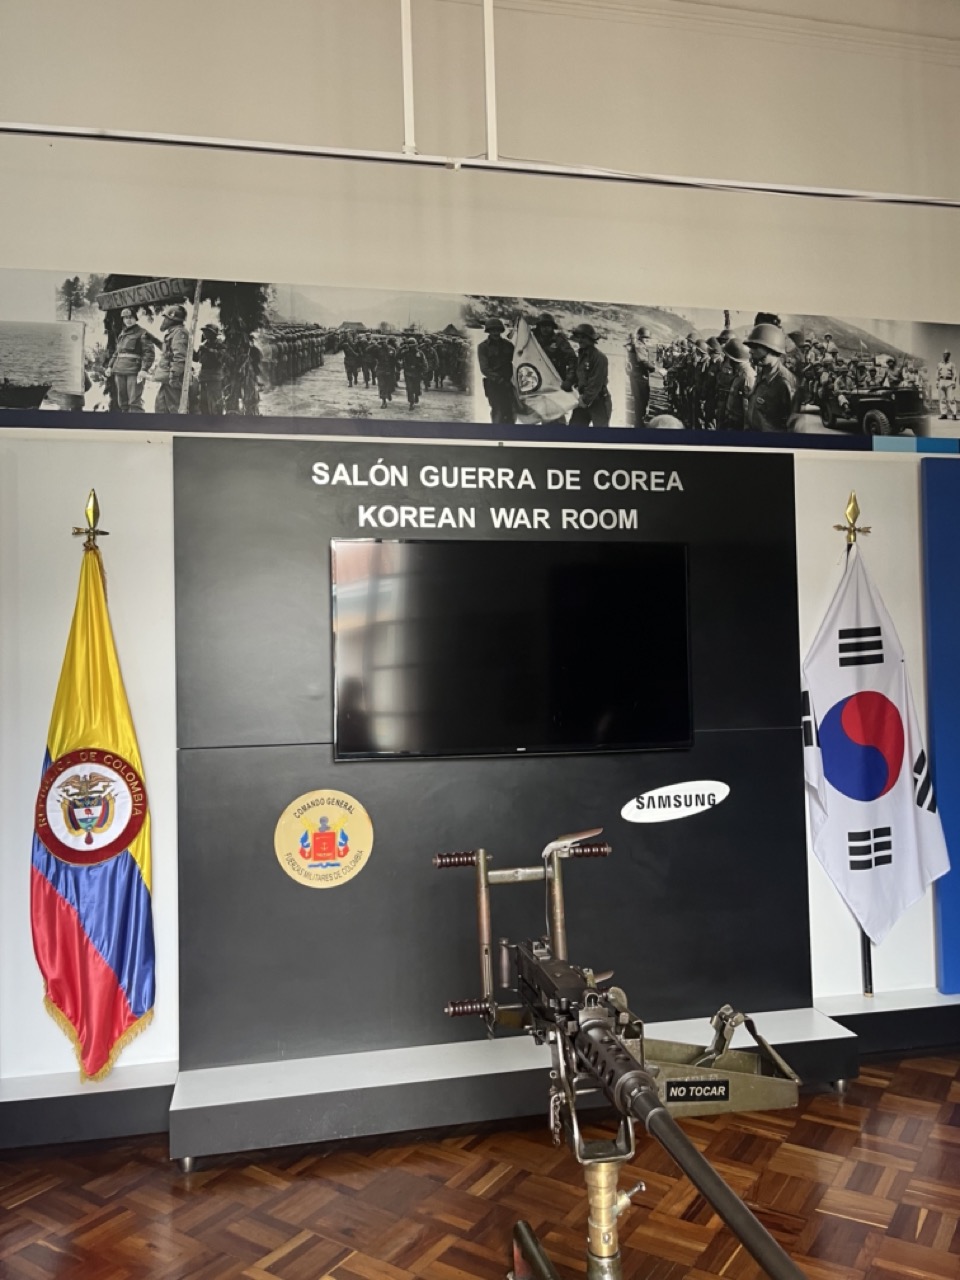 BIENVENIDO
SALÓN GUERRA DE COREA
KOREAN WAR ROOM
REPUBLICA DE COLOMBIA
COMANDO GENERAL
FUERZAS MILITARES DE COLOMBIA
SAMSUNG
NO TOCAR